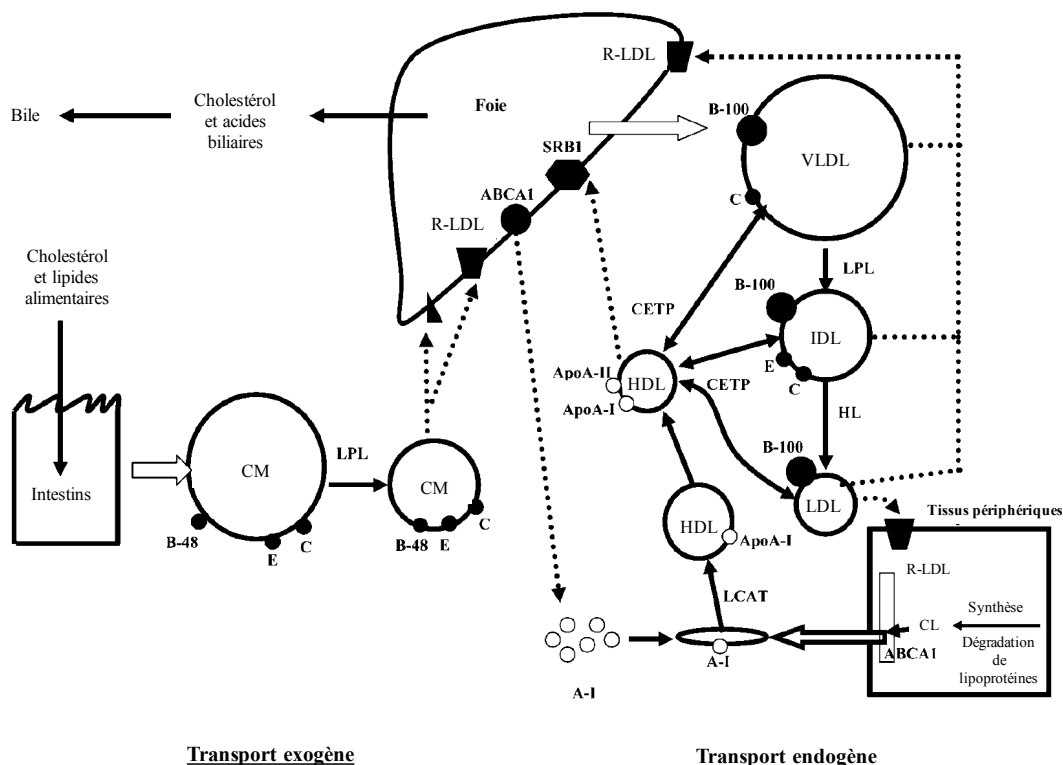 R-LDL
Bile
Cholestérol
et acides
biliaires
Foie
B-100
VLDL
C
SRB1
ABCA1
R-LDL
Cholestérol
et lipides
alimentaires
LPL
B-100
IDL
E
C
CETP
ApoA-II
HDL
ApoA-I
CETP
HL
B-100
LDL
Intestins
CM
LPL
CM
B-48
E
C
B-48
E
C
HDL
ApoA-I
Tissus périphériques
R-LDL
LCAT
CL
Synthèse
ABCA1
Dégradation
de
lipoprotéines
A-I
A-I
Transport exogène
Transport endogène